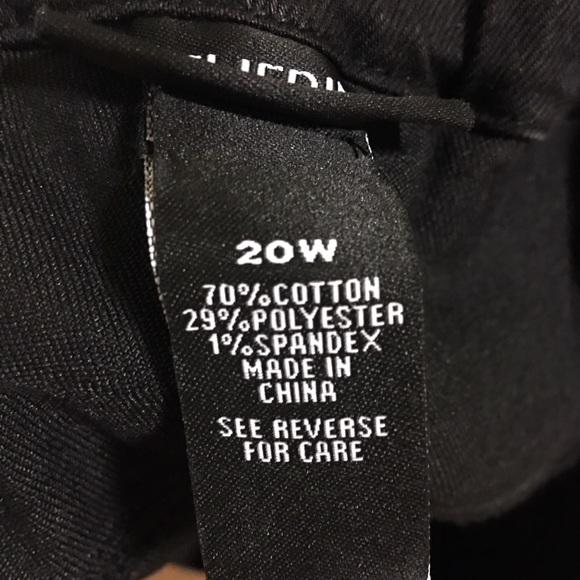 20W
70%COTTON
29%POLYESTER
1%SPANDEX
MADE IN
CHINA
SEE REVERSE
FOR CARE